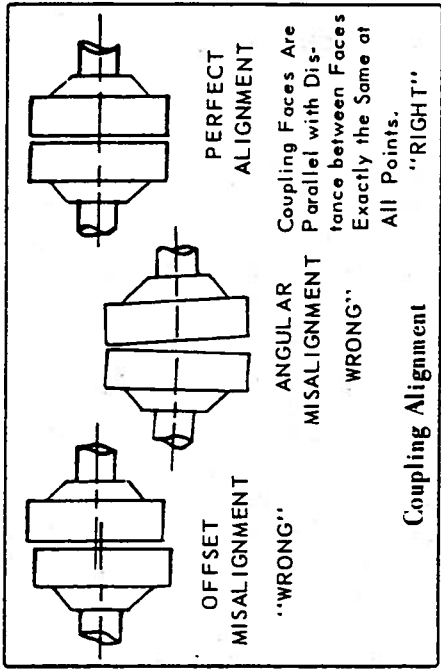 OFFSET
MISALIGNMENT
"WRONG"
ANGULAR
MISALIGNMENT
WRONG"
PERFECT
ALIGNMENT
Coupling Faces Are
Parallel with Dis-
tance between Faces
Exactly the Same at
All Points.
"RIGHT"
Coupling Alignment